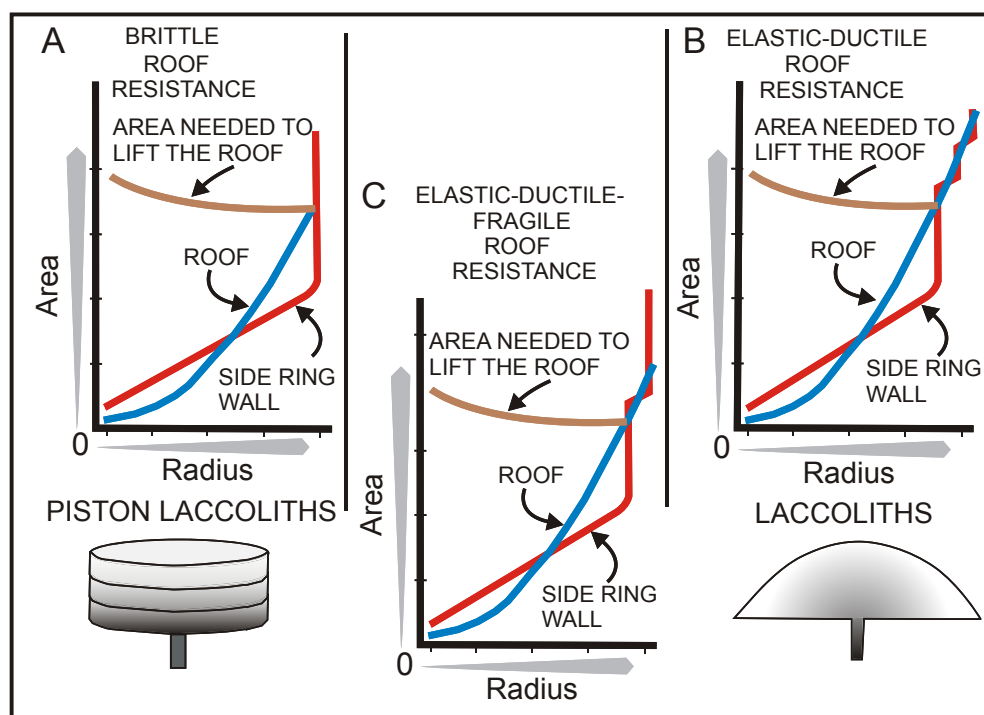 A
BRITTLE
ROOF
RESISTANCE
AREA NEEDED TO
LIFT THE ROOF
ROOF
SIDE RING
WALL
Area
0
Radius
PISTON LACCOLITHS
C
ELASTIC-DUCTILE-
FRAGILE
ROOF
RESISTANCE
AREA NEEDED TO
LIFT THE ROOF
ROOF
SIDE RING
WALL
Area
0
Radius
B
ELASTIC-DUCTILE
ROOF
RESISTANCE
AREA NEEDED TO
LIFT THE ROOF
ROOF
SIDE RING
WALL
Area
0
Radius
LACCOLITHS